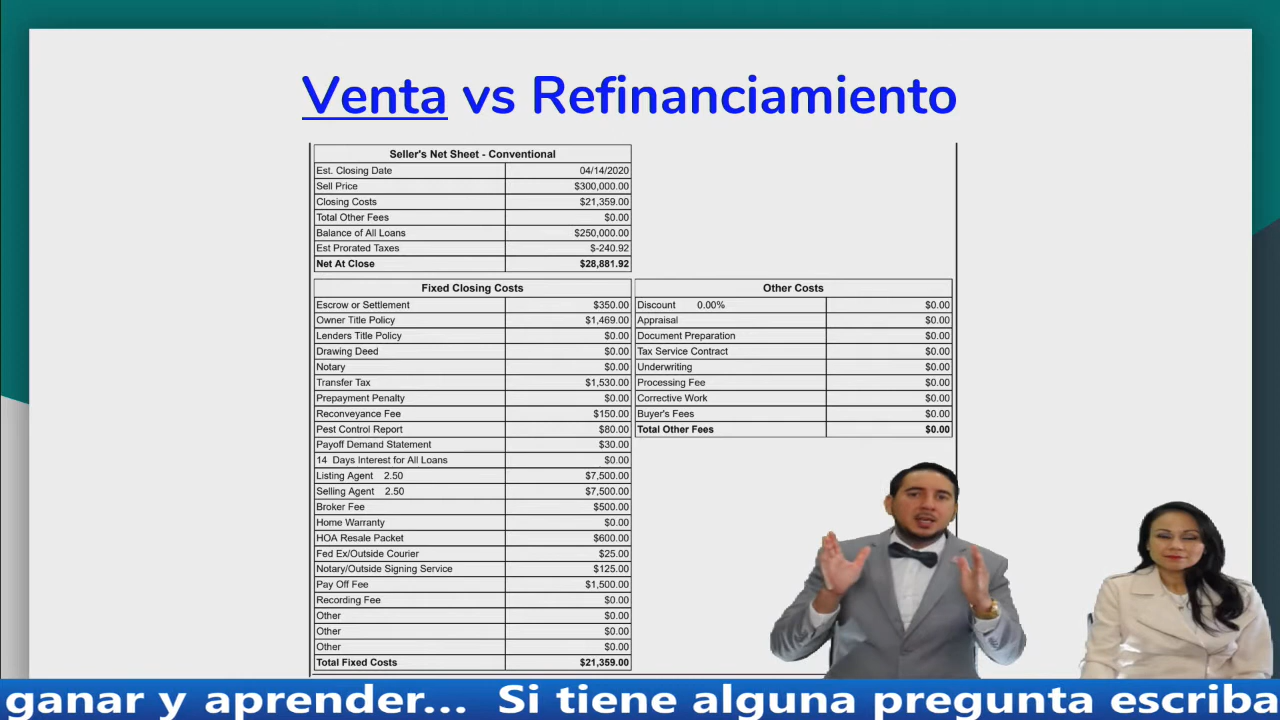 Venta vs Refinanciamiento
Seller's Net Sheet - Conventional
Est. Closing Date 04/14/2020
Sell Price $300,000.00
Closing Costs $21,359.00
Total Other Fees $0.00
Balance of All Loans $250,000.00
Est Prorated Taxes $-240.92
Net At Close $28,881.92
Fixed Closing Costs
Escrow or Settlement $350.00
Owner Title Policy $1,469.00
Lenders Title Policy $0.00
Drawing Deed $0.00
Notary $0.00
Transfer Tax $1,530.00
Prepayment Penalty $0.00
Reconveyance Fee $150.00
Pest Control Report $80.00
Payoff Demand Statement $30.00
14 Days Interest for All Loans $0.00
Listing Agent 2.50 $7,500.00
Selling Agent 2.50 $7,500.00
Broker Fee $500.00
Home Warranty $0.00
HOA Resale Packet $600.00
Fed Ex/Outside Courier $25.00
Notary/Outside Signing Service $125.00
Pay Off Fee $1,500.00
Recording Fee $0.00
Other $0.00
Other $0.00
Other $0.00
Total Fixed Costs $21,359.00
Other Costs
Discount 0.00% $0.00
Appraisal $0.00
Document Preparation $0.00
Tax Service Contract $0.00
Underwriting $0.00
Processing Fee $0.00
Corrective Work $0.00
Buyer's Fees $0.00
Total Other Fees $0.00
ganar y aprender... Si tiene alguna pregunta escriba